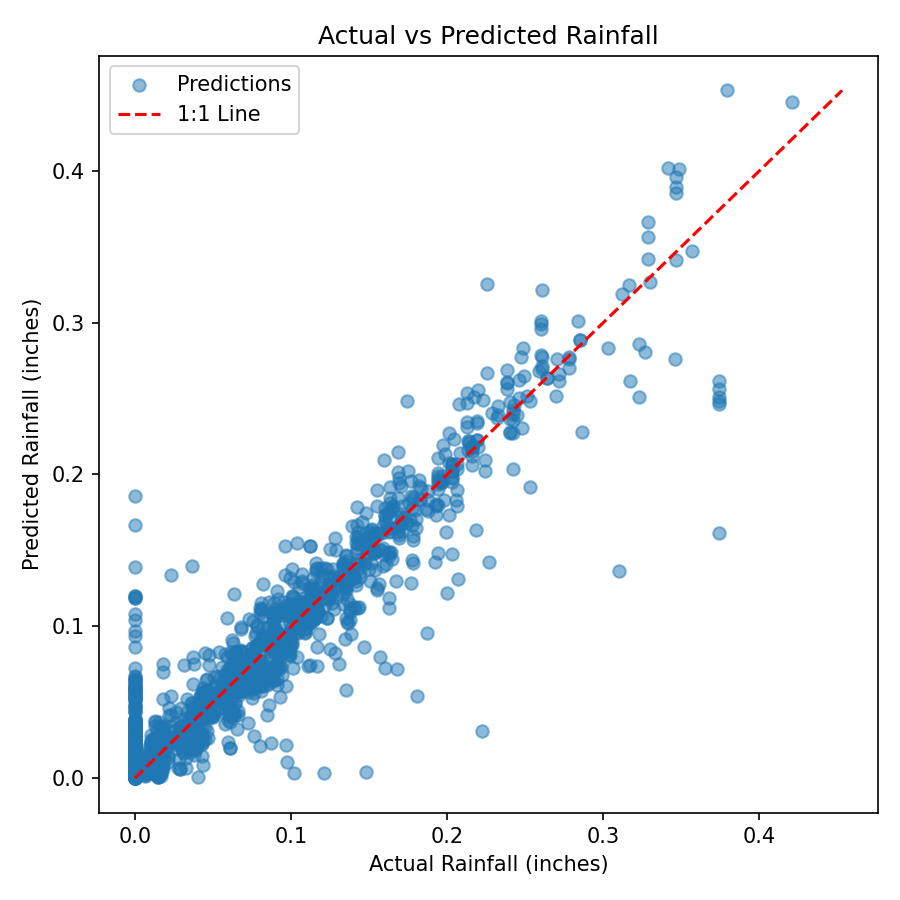 Actual vs Predicted Rainfall
Predictions
1:1 Line
Predicted Rainfall (inches)
0.4
0.3
0.2
0.1
0.0
0.0 0.1 0.2 0.3 0.4
Actual Rainfall (inches)